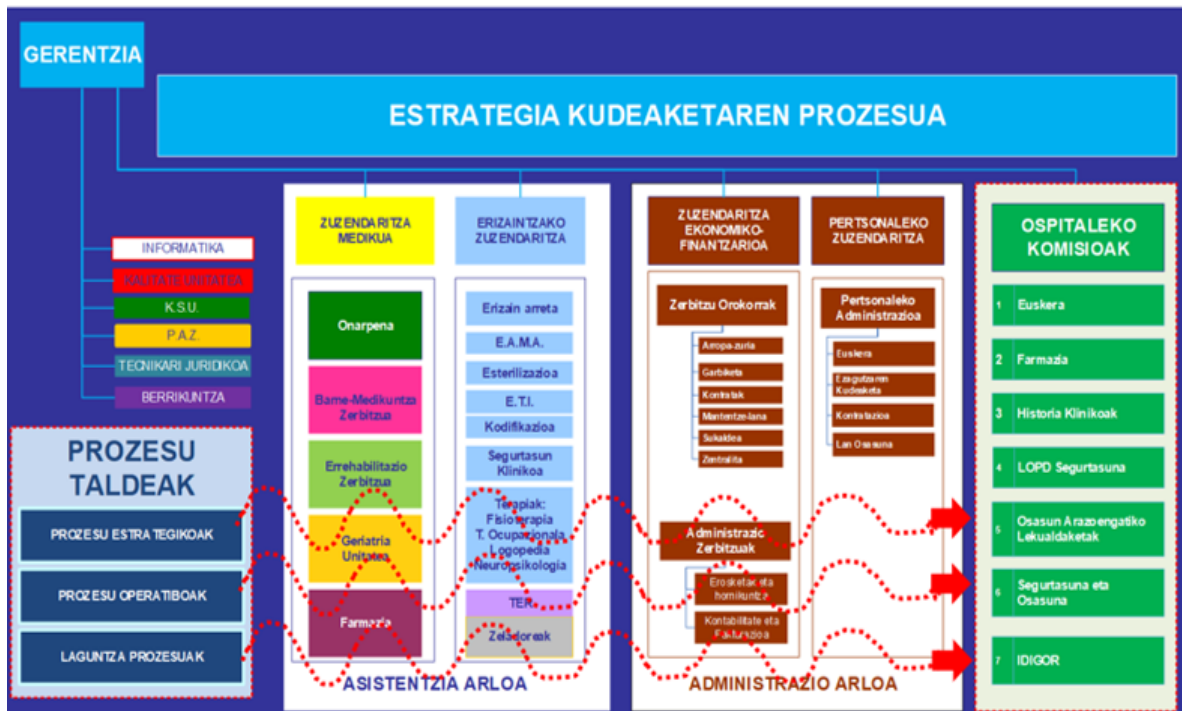 GERENTZIA
ESTRATEGIA KUDEAKETAREN PROZESUA
INFORMATIKA
KALITATE UNITATEA
K.S.U.
P.A.Z.
TECNIKARI JURIDIKOA
BERRIKUNTZA
PROZESU
TALDEAK
PROZESU ESTRATEGIKOAK
PROZESU OPERATIBOAK
LAGUNTZA PROZESUAK
ZUZENDARITZA
MEDIKUA
Onarpena
Barne-Medikuntza
Zerbitzua
Errehabilitazio
Zerbitzua
Geriatria
Unitatea
Farmazia
ERIZAINTZAKO
ZUZENDARITZA
Erizain arreta
E.A.M.A.
Esterilizazioa
E.T.I.
Kodifikazioa
Segurtasun
Klinikoa
Terapiak:
Fisioterapia
T. Ocupazionala
Logopedia
Neuropsikologia
TER
Zeladoreak
ASISTENTZIA ARLOA
ZUZENDARITZA
EKONOMIKO-
FINANTZARIOA
Zerbitzu Orokorrak
Arropa-zuria
Garbiketa
Kontratak
Mantentze-lana
Sukaldea
Zentralita
Administrazio
Zerbitzuak
Erosketak eta
hornikuntza
Kontabilitate eta
Fakturazioa
PERTSONALEKO
ZUZENDARITZA
Pertsonaleko
Administrazioa
Euskera
Ezagutzaren
Kudeaketa
Kontratazioa
Lan Osasuna
ADMINISTRAZIO ARLOA
OSPITALEKO
KOMISIOAK
1 Euskera
2 Farmazia
3 Historia Klinikoak
4 LOPD Segurtasuna
5 Osasun Arazoengatiko
Lekualdaketak
6 Segurtasuna eta
Osasuna
7 IDIGOR